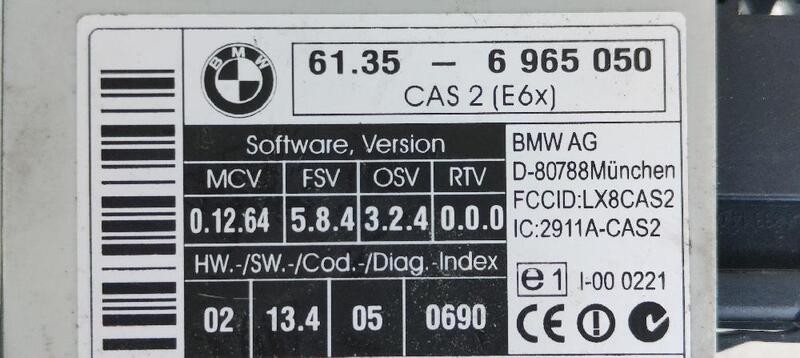 BMW
61.35 – 6 965 050
CAS 2 (E6x)
Software, Version
MCV FSV OSV RTV
0.12.64 5.8.4 3.2.4 0.0.0
HW.-/SW.-/Cod.-/Diag.-Index
02 13.4 05 0690
BMW AG
D-80788München
FCCID:LX8CAS2
IC:2911A-CAS2
e1 I-00 0221
CE